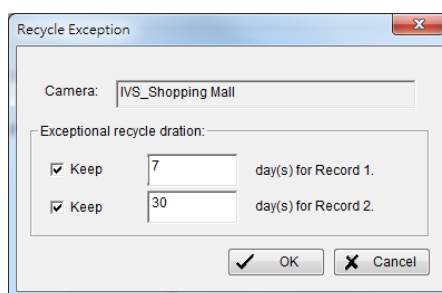 Recycle Exception
Camera: IVS_Shopping Mall
Exceptional recycle dration:
Keep 7 day(s) for Record 1.
Keep 30 day(s) for Record 2.
OK Cancel